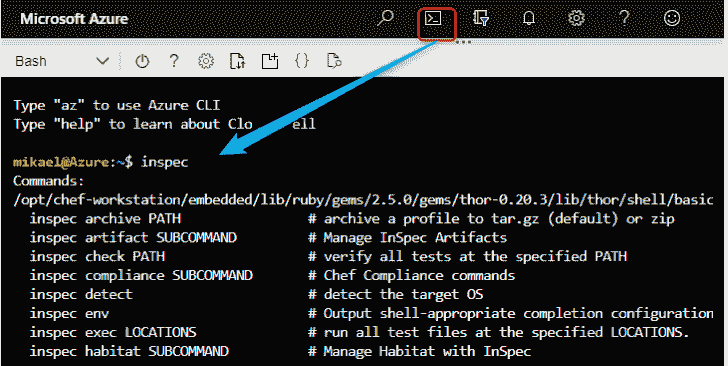 Microsoft Azure
Bash
Type "az" to use Azure CLI
Type "help" to learn about Clo ell
mikael@Azure:~$ inspec
Commands:
/opt/chef-workstation/embedded/lib/ruby/gems/2.5.0/gems/thor-0.20.3/lib/thor/shell/basic
inspec archive PATH # archive a profile to tar.gz (default) or zip
inspec artifact SUBCOMMAND # Manage InSpec Artifacts
inspec check PATH # verify all tests at the specified PATH
inspec compliance SUBCOMMAND # Chef Compliance commands
inspec detect # detect the target OS
inspec env # Output shell-appropriate completion configuration
inspec exec LOCATIONS # run all test files at the specified LOCATIONS.
inspec habitat SUBCOMMAND # Manage Habitat with InSpec